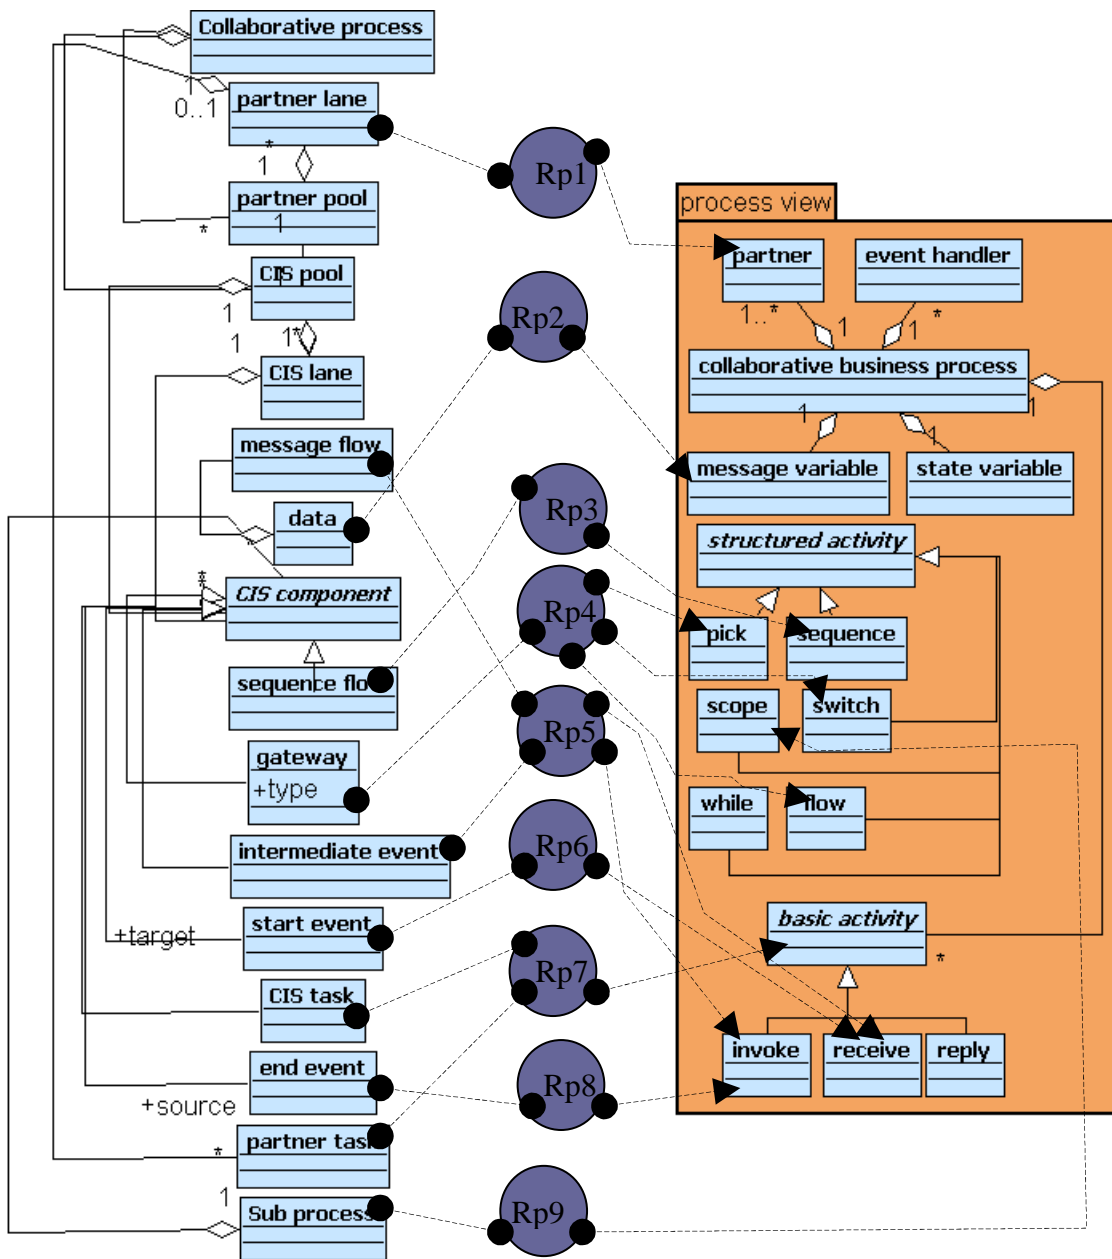 Collaborative process
1
0..1
partner lane
*
1
partner pool
1
*
CIS pool
1
1
1
1*
CIS lane
message flow
data
*
*
*
CIS component
sequence flo
gateway
+type
intermediate event
start event
+target
CIS task
end event
+source
partner task
*
1
Sub process
Rp1
Rp2
Rp3
Rp4
Rp5
Rp6
Rp7
Rp8
Rp9
process view
partner
event handler
1..*
1
1
*
collaborative business process
1
1
1
message variable
state variable
structured activity
pick
sequence
scope
switch
while
flow
basic activity
*
invoke
receive
reply